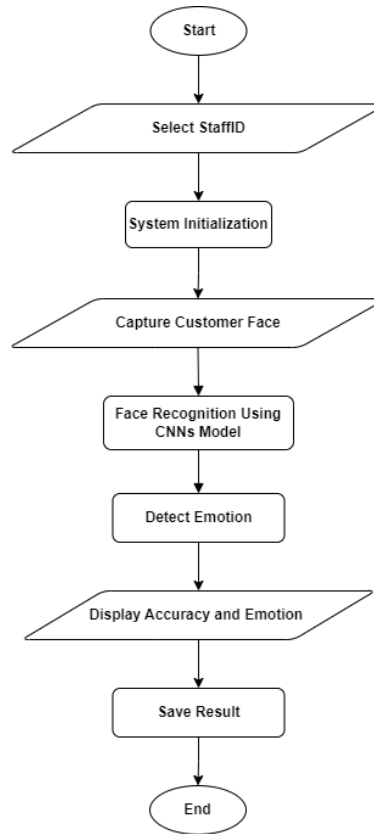 Start
Select StaffID
System Initialization
Capture Customer Face
Face Recognition Using
CNNs Model
Detect Emotion
Display Accuracy and Emotion
Save Result
End